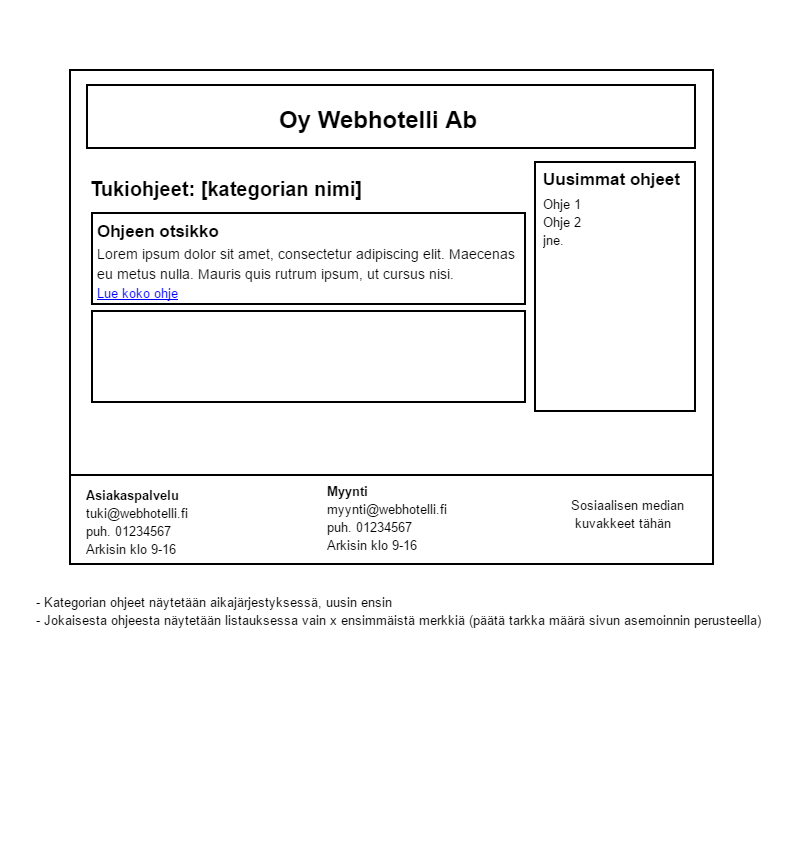 Oy Webhotelli Ab
Tukiohjeet: [kategorian nimi]
Ohjeen otsikko
Lorem ipsum dolor sit amet, consectetur adipiscing elit. Maecenas
eu metus nulla. Mauris quis rutrum ipsum, ut cursus nisi.
Lue koko ohje
Uusimmat ohjeet
Ohje 1
Ohje 2
jne.
Asiakaspalvelu
tuki@webhotelli.fi
puh. 01234567
Arkisin klo 9-16
Myynti
myynti@webhotelli.fi
puh. 01234567
Arkisin klo 9-16
Sosiaalisen median
kuvakkeet tähän
- Kategorian ohjeet näytetään aikajärjestyksessä, uusin ensin
- Jokaisesta ohjeesta näytetään listauksessa vain x ensimmäistä merkkiä (päätä tarkka määrä sivun asemoinnin perusteella)